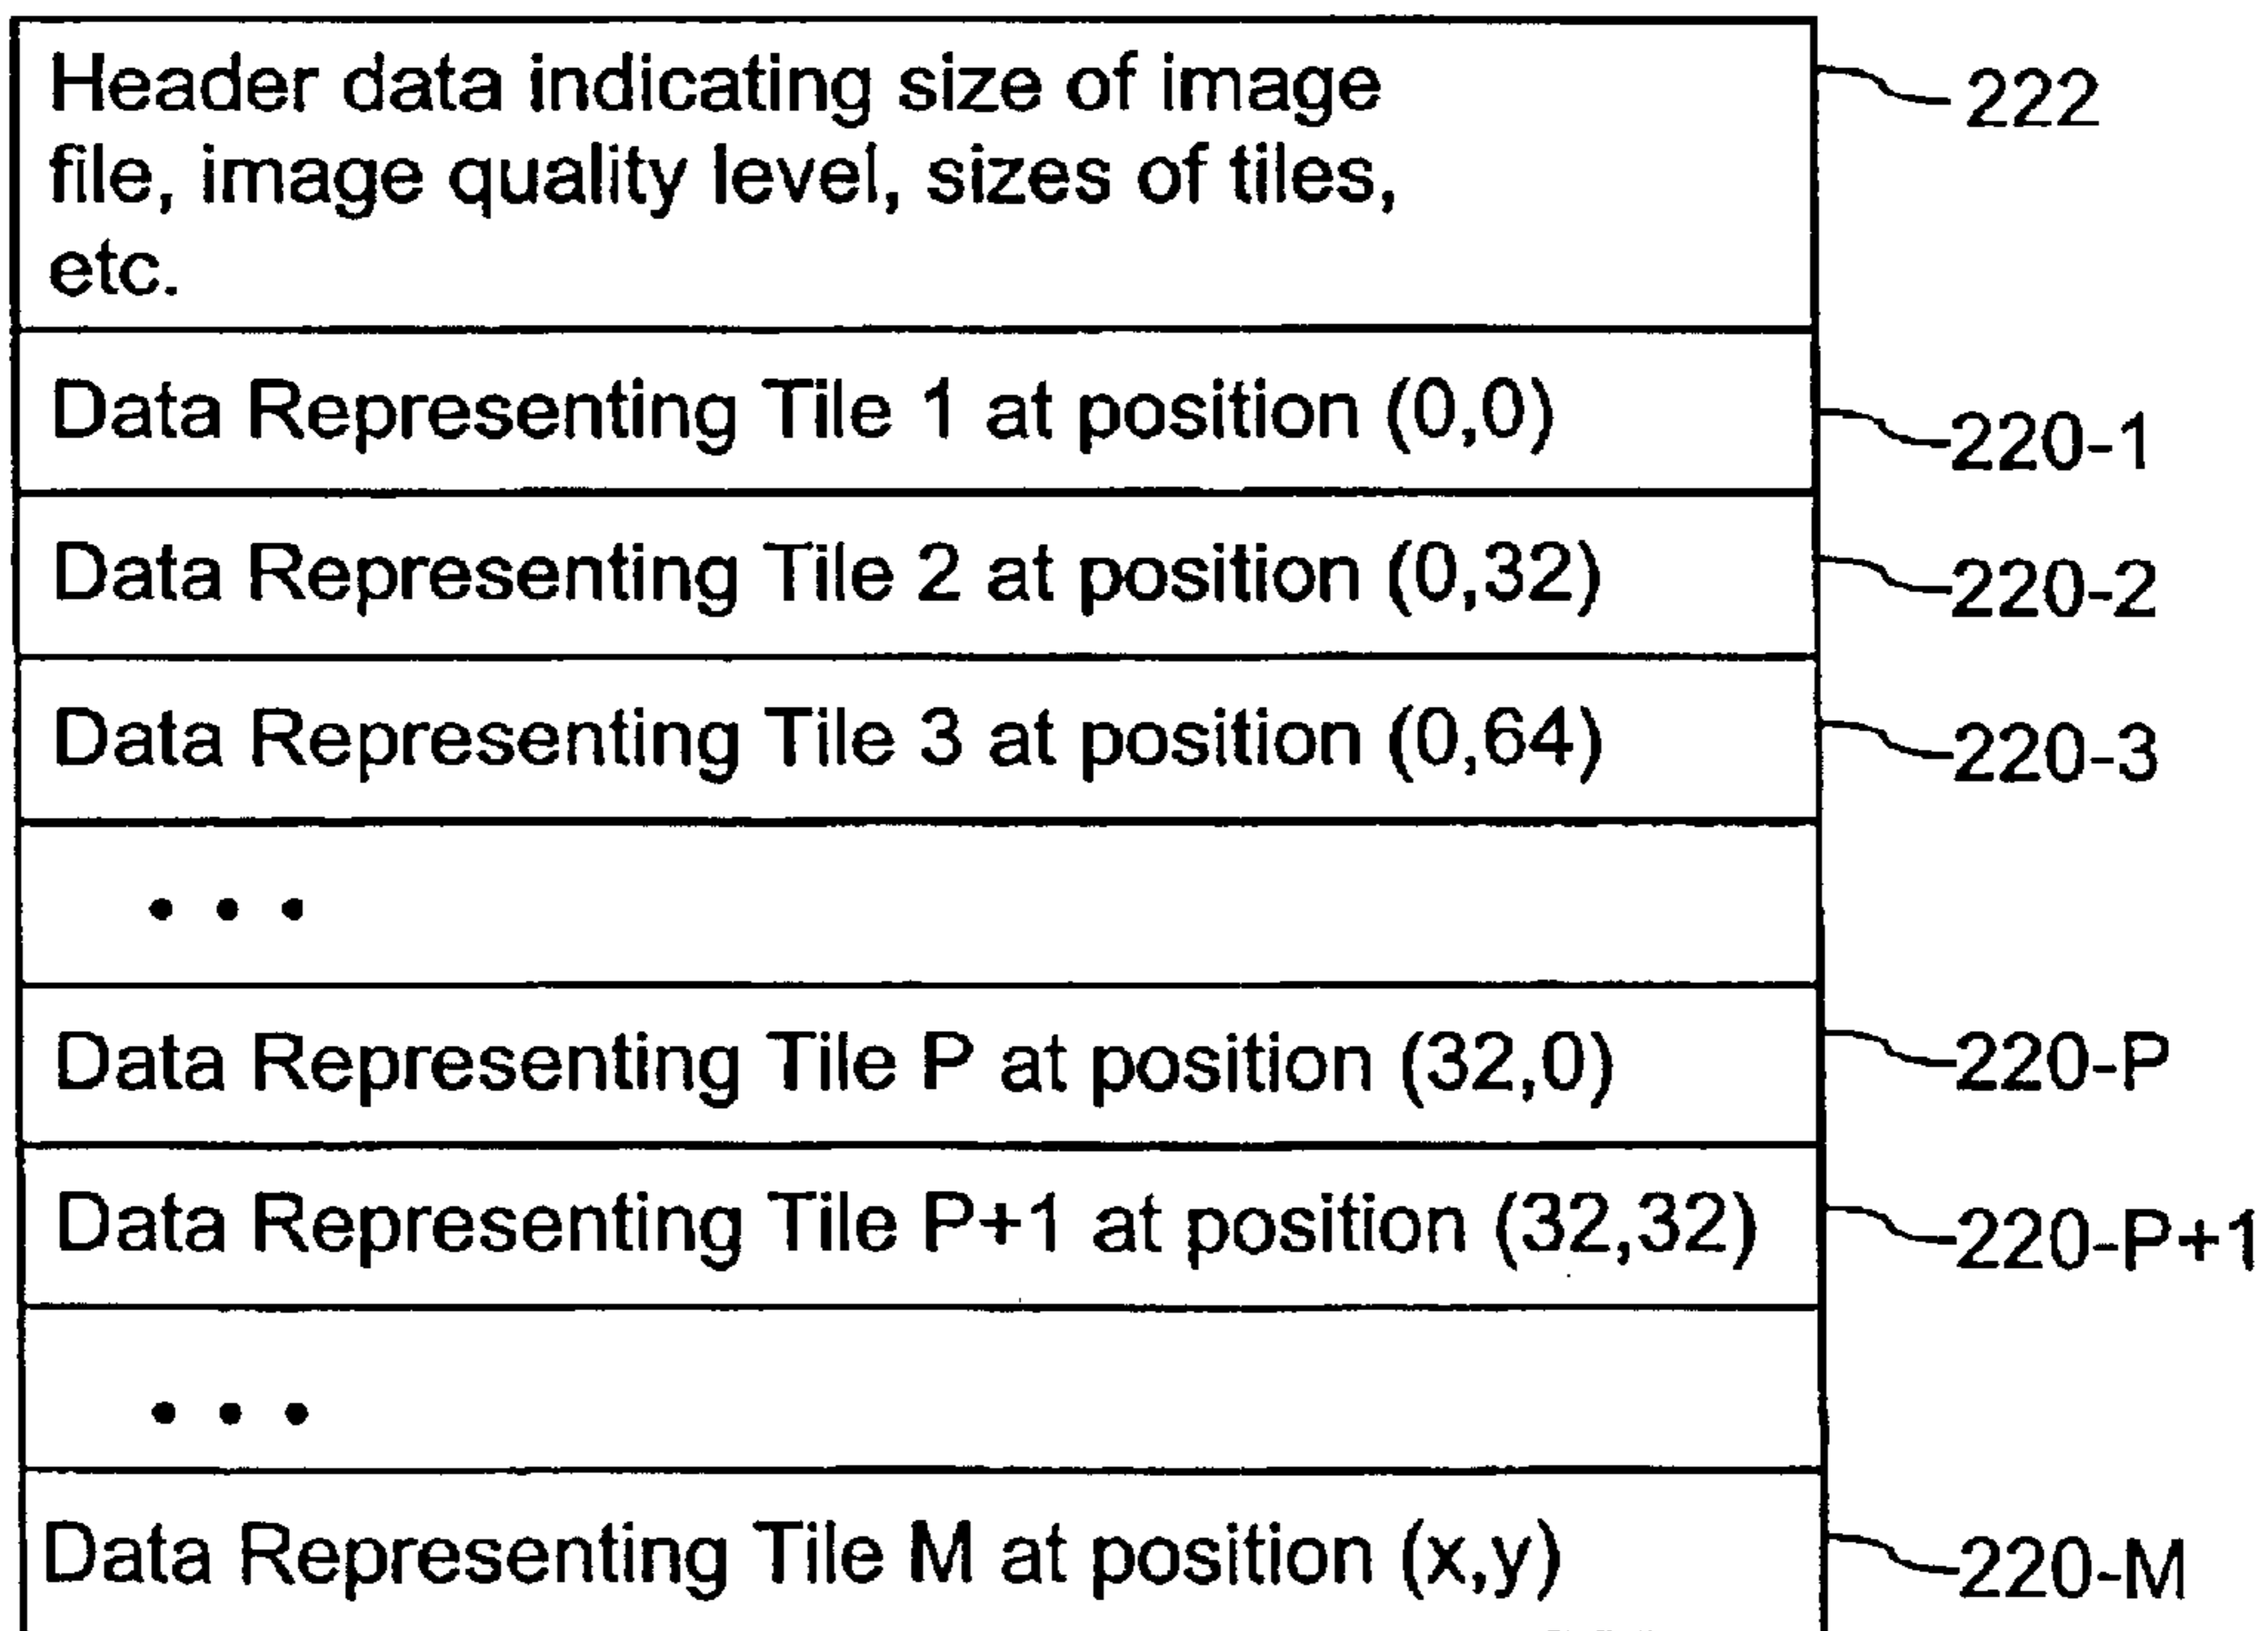 Header data indicating size of image
file, image quality level, sizes of tiles,
etc.
222
Data Representing Tile 1 at position (0,0)
220-1
Data Representing Tile 2 at position (0,32)
220-2
Data Representing Tile 3 at position (0,64)
220-3
• • •
Data Representing Tile P at position (32,0)
220-P
Data Representing Tile P+1 at position (32,32)
220-P+1
• • •
Data Representing Tile M at position (x,y)
220-M